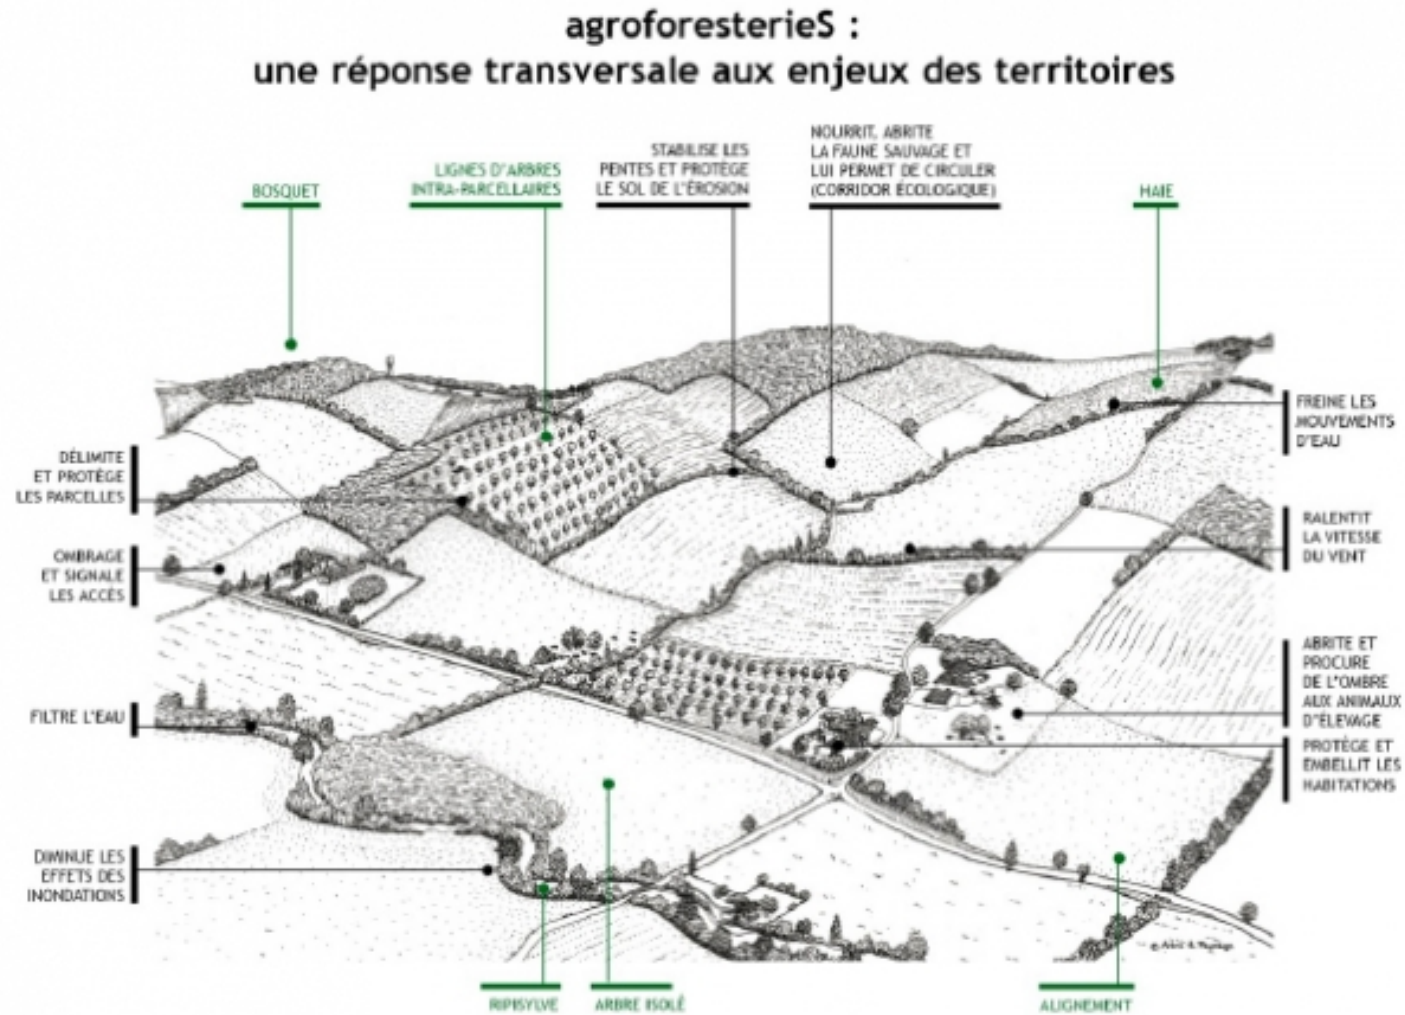 agroforesterieS :
une réponse transversale aux enjeux des territoires
BOSQUET
LIGNES D'ARBRES
INTRA-PARCELLAIRES
STABILISE LES
PENTES ET PROTÈGE
LE SOL DE L'ÉROSION
NOURRIT, ABRITE
LA FAUNE SAUVAGE ET
LUI PERMET DE CIRCULER
(CORRIDOR ÉCOLOGIQUE)
HAIE
DÉLIMITE
ET PROTÈGE
LES PARCELLES
OMBRAGE
ET SIGNALE
LES ACCÈS
FILTRE L'EAU
DIMINUE LES
EFFETS DES
INONDATIONS
FREINE LES
MOUVEMENTS
D'EAU
RALENTIT
LA VITESSE
DU VENT
ABRITE ET
PROCURE
DE L'OMBRE
AUX ANIMAUX
D'ÉLEVAGE
PROTÈGE ET
EMBELLIT LES
HABITATIONS
RIPISYLVE
ARBRE ISOLÉ
ALIGNEMENT